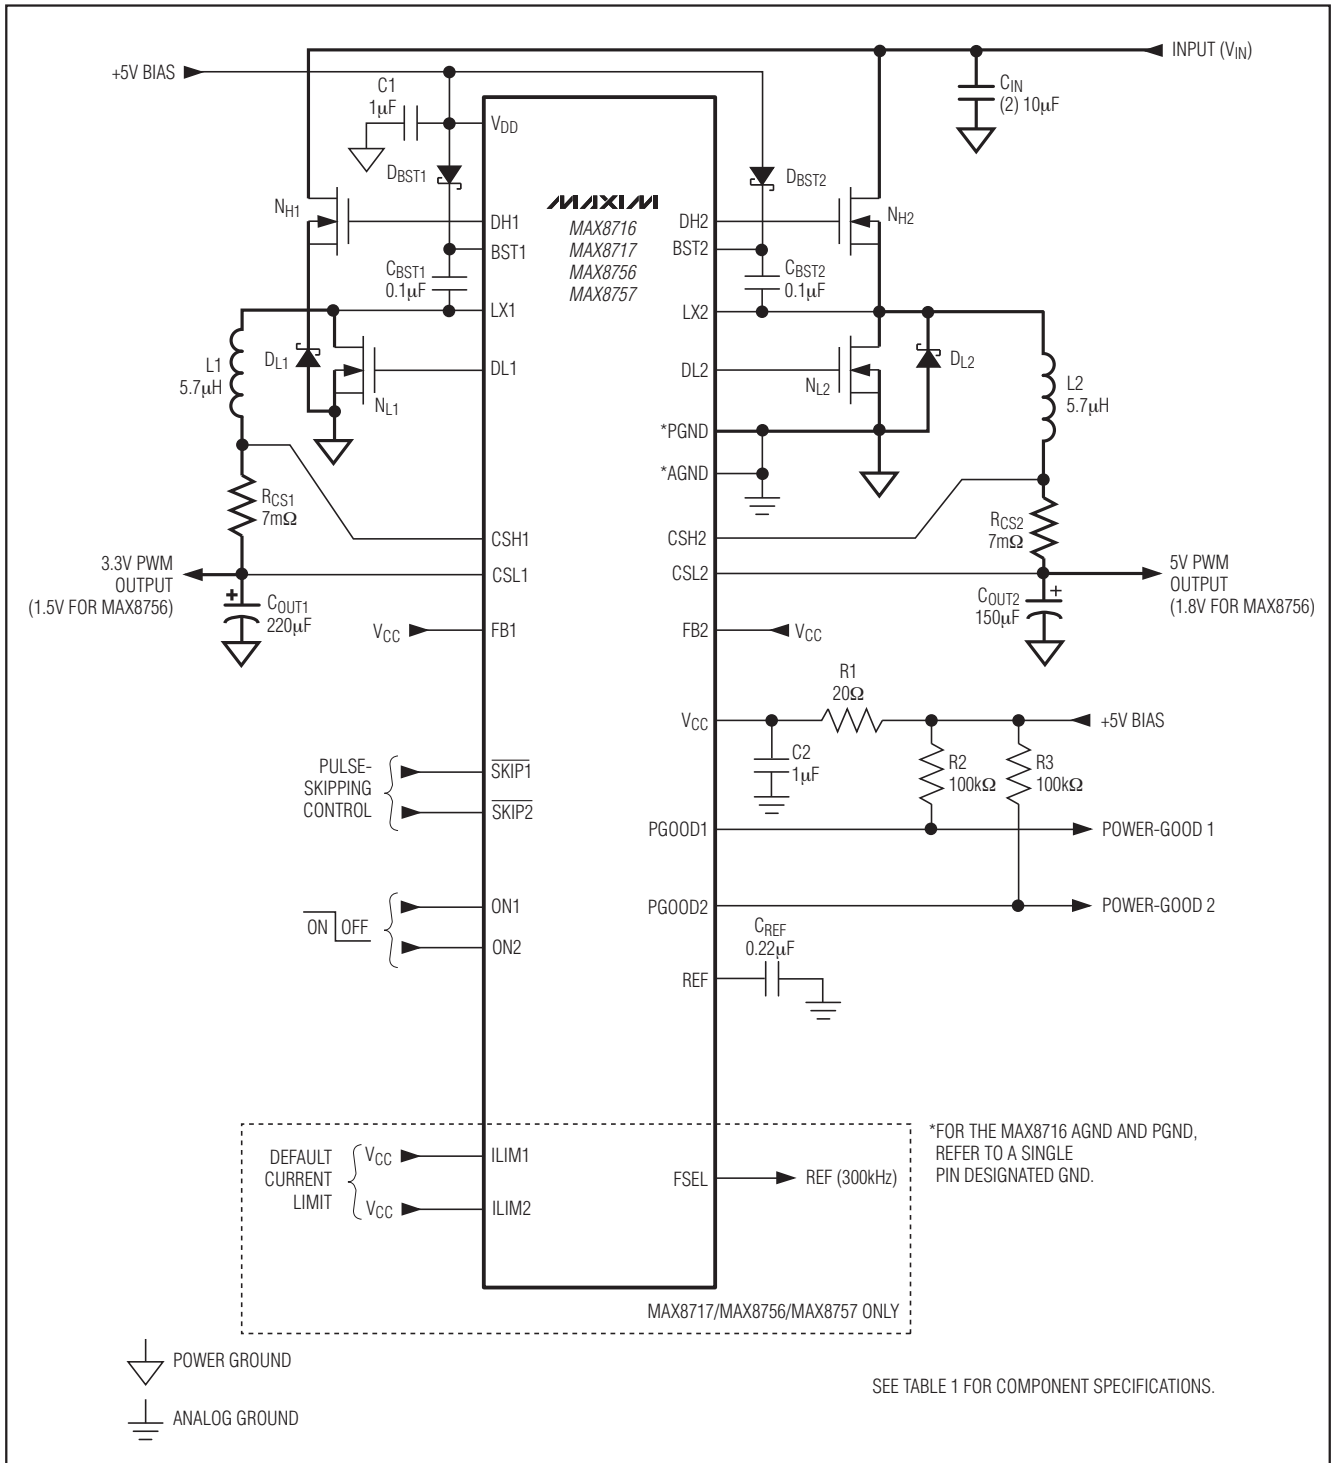 INPUT (VIN)
+5V BIAS
C1
1µF
CIN
(2) 10µF
VDD
DBST1
DBST2
MAXIM
MAX8716
MAX8717
MAX8756
MAX8757
NH1
DH1
DH2
NH2
BST1
BST2
CBST1
0.1µF
CBST2
0.1µF
LX1
LX2
L1
5.7µH
DL1
NL1
DL1
DL2
NL2
DL2
L2
5.7µH
*PGND
*AGND
RCS1
7mΩ
RCS2
7mΩ
CSH1
CSH2
3.3V PWM
OUTPUT
(1.5V FOR MAX8756)
CSL1
CSL2
5V PWM
OUTPUT
(1.8V FOR MAX8756)
+
COUT1
220µF
COUT2
150µF
+
VCC
FB1
FB2
VCC
R1
20Ω
VCC
+5V BIAS
C2
1µF
R2
100kΩ
R3
100kΩ
PULSE-
SKIPPING
CONTROL
SKIP1
SKIP2
PGOOD1
POWER-GOOD 1
ON OFF
ON1
ON2
PGOOD2
POWER-GOOD 2
CREF
0.22µF
REF
DEFAULT
CURRENT
LIMIT
VCC
ILIM1
VCC
ILIM2
FSEL
REF (300kHz)
*FOR THE MAX8716 AGND AND PGND,
REFER TO A SINGLE
PIN DESIGNATED GND.
MAX8717/MAX8756/MAX8757 ONLY
POWER GROUND
ANALOG GROUND
SEE TABLE 1 FOR COMPONENT SPECIFICATIONS.